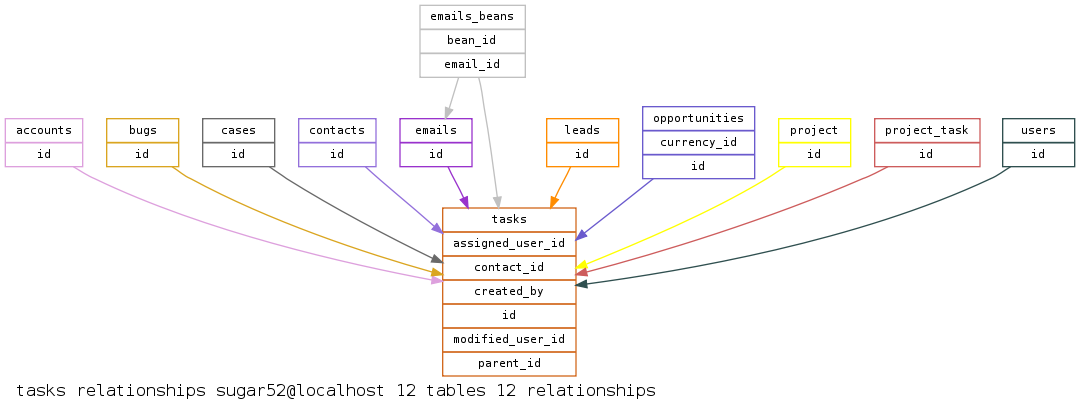 emails_beans
bean_id
email_id
accounts
id
bugs
id
cases
id
contacts
id
emails
id
leads
id
opportunities
currency_id
id
project
id
project_task
id
users
id
tasks
assigned_user_id
contact_id
created_by
id
modified_user_id
parent_id
tasks relationships sugar52@localhost 12 tables 12 relationships